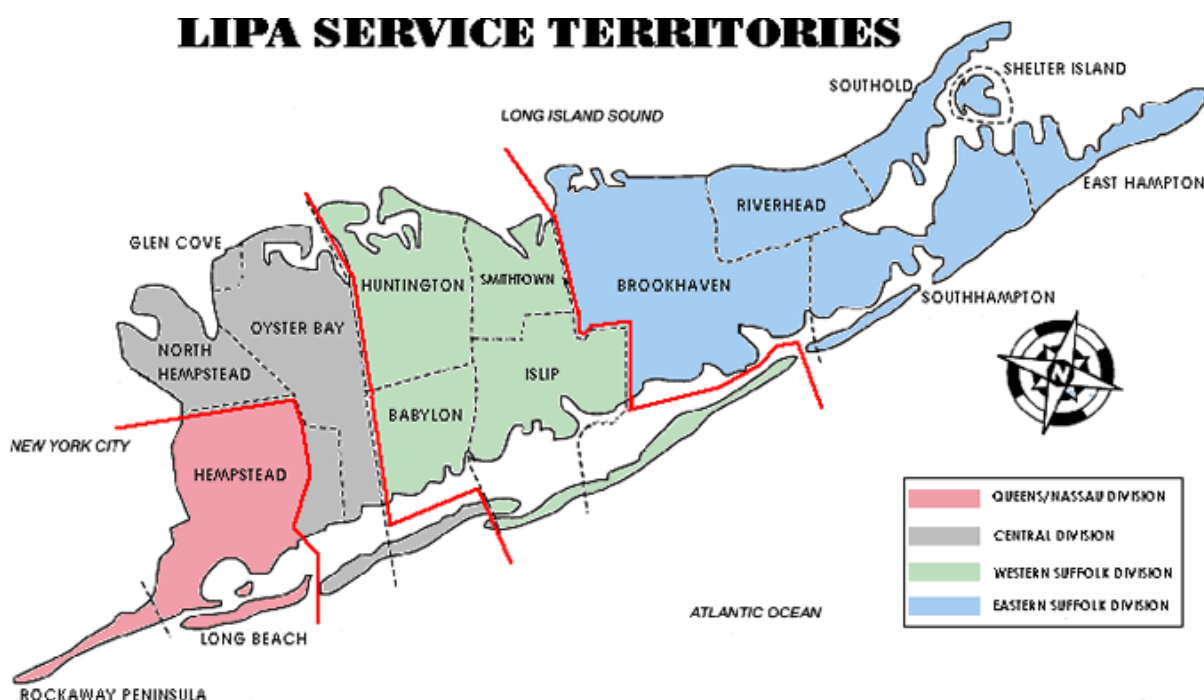 LIPA SERVICE TERRITORIES
SHELTER ISLAND
SOUTHOLD
LONG ISLAND SOUND
EAST HAMPTON
RIVERHEAD
GLEN COVE
HUNTINGTON
SMITHTOWN
BROOKHAVEN
SOUTHHAMPTON
OYSTER BAY
NORTH
HEMPSTEAD
ISLIP
N
BABYLON
NEW YORK CITY
HEMPSTEAD
QUEENS/NASSAU DIVISION
CENTRAL DIVISION
WESTERN SUFFOLK DIVISION
EASTERN SUFFOLK DIVISION
ATLANTIC OCEAN
LONG BEACH
ROCKAWAY PENINSULA